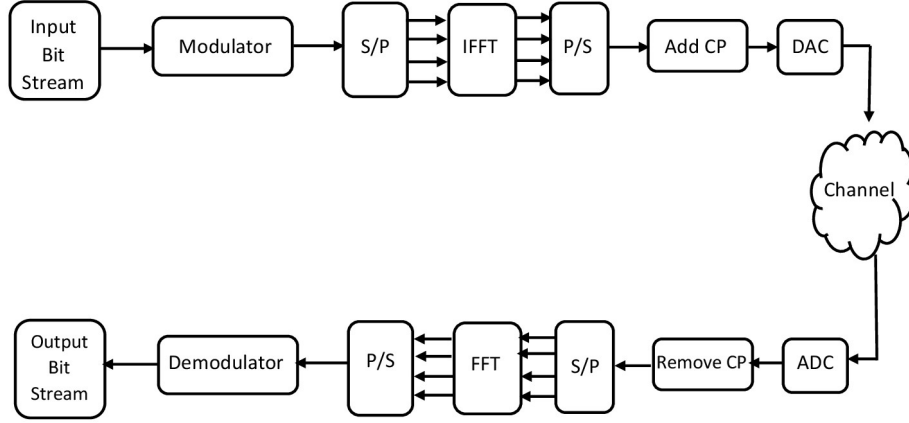 Input
Bit
Stream
Modulator
S/P
IFFT
P/S
Add CP
DAC
Channel
Output
Bit
Stream
Demodulator
P/S
FFT
S/P
Remove CP
ADC